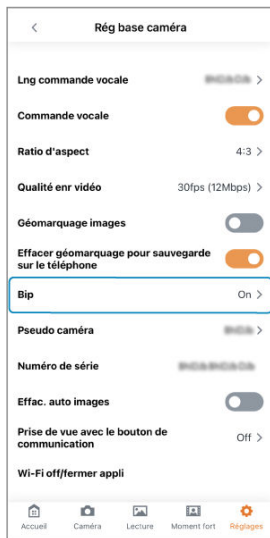 Rég base caméra
Lng commande vocale
Commande vocale
Ratio d'aspect 4:3
Qualité enr vidéo 30fps (12Mbps)
Géomarquage images
Effacer géomarquage pour sauvegarde
sur le téléphone
Bip On
Pseudo caméra
Numéro de série
Effac. auto images
Prise de vue avec le bouton de
communication Off
Wi-Fi off/fermer appli
Accueil Caméra Lecture Moment fort Réglages